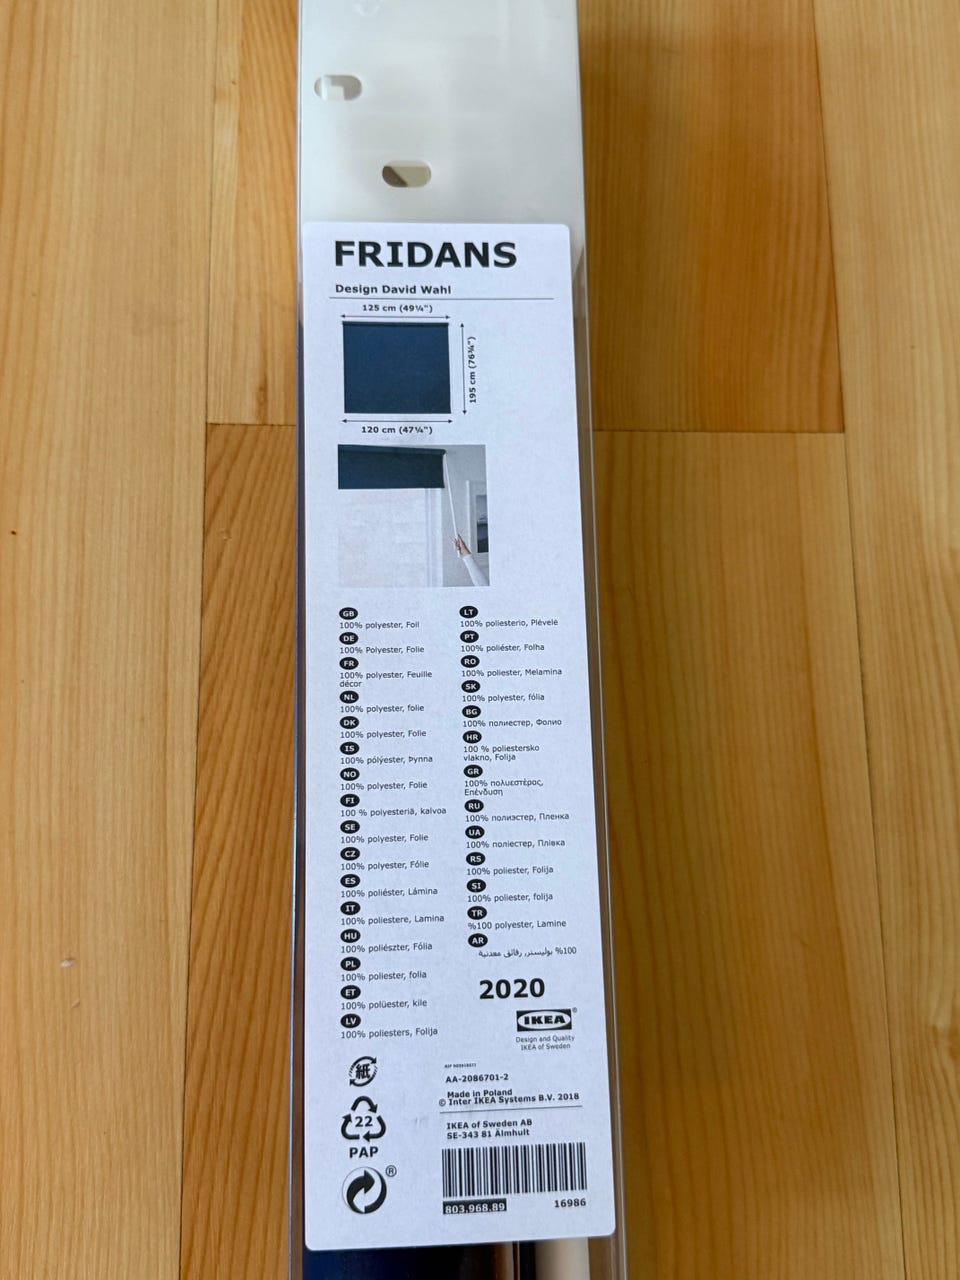 FRIDANS
Design David Wahl
125 cm (49¼")
195 cm (76¾")
120 cm (47¼")
GB
100% polyester, Foil
DE
100% Polyester, Folie
FR
100% polyester, Feuille
décor
NL
100% polyester, folie
DK
100% polyester, Folie
IS
100% pólýester, Þynna
NO
100% polyester, Folie
FI
100 % polyesteriä, kalvoa
SE
100% polyester, Folie
CZ
100% polyester, Fólie
ES
100% poliéster, Lámina
IT
100% poliestere, Lamina
HU
100% poliészter, Fólia
PL
100% poliester, folia
ET
100% polüester, kile
LV
100% poliesters, Folija
LT
100% poliesterio, Plėvelė
PT
100% poliéster, Folha
RO
100% poliester, Melamina
SK
100% polyester, fólia
BG
100% полиестер, Фолио
HR
100 % poliestersko
vlakno, Folija
GR
100% πολυεστέρας,
Επένδυση
RU
100% полиэстер, Пленка
UA
100% поліестер, Плівка
RS
100% poliester, Folija
SI
100% poliester, folija
TR
%100 polyester, Lamine
AR
%100 بوليستر, رقائق معدنية
2020
IKEA®
Design and Quality
IKEA of Sweden
紙
22
PAP
®
AA-2086701-2
Made in Poland
© Inter IKEA Systems B.V. 2018
IKEA of Sweden AB
SE-343 81 Älmhult
803.968.89
16986